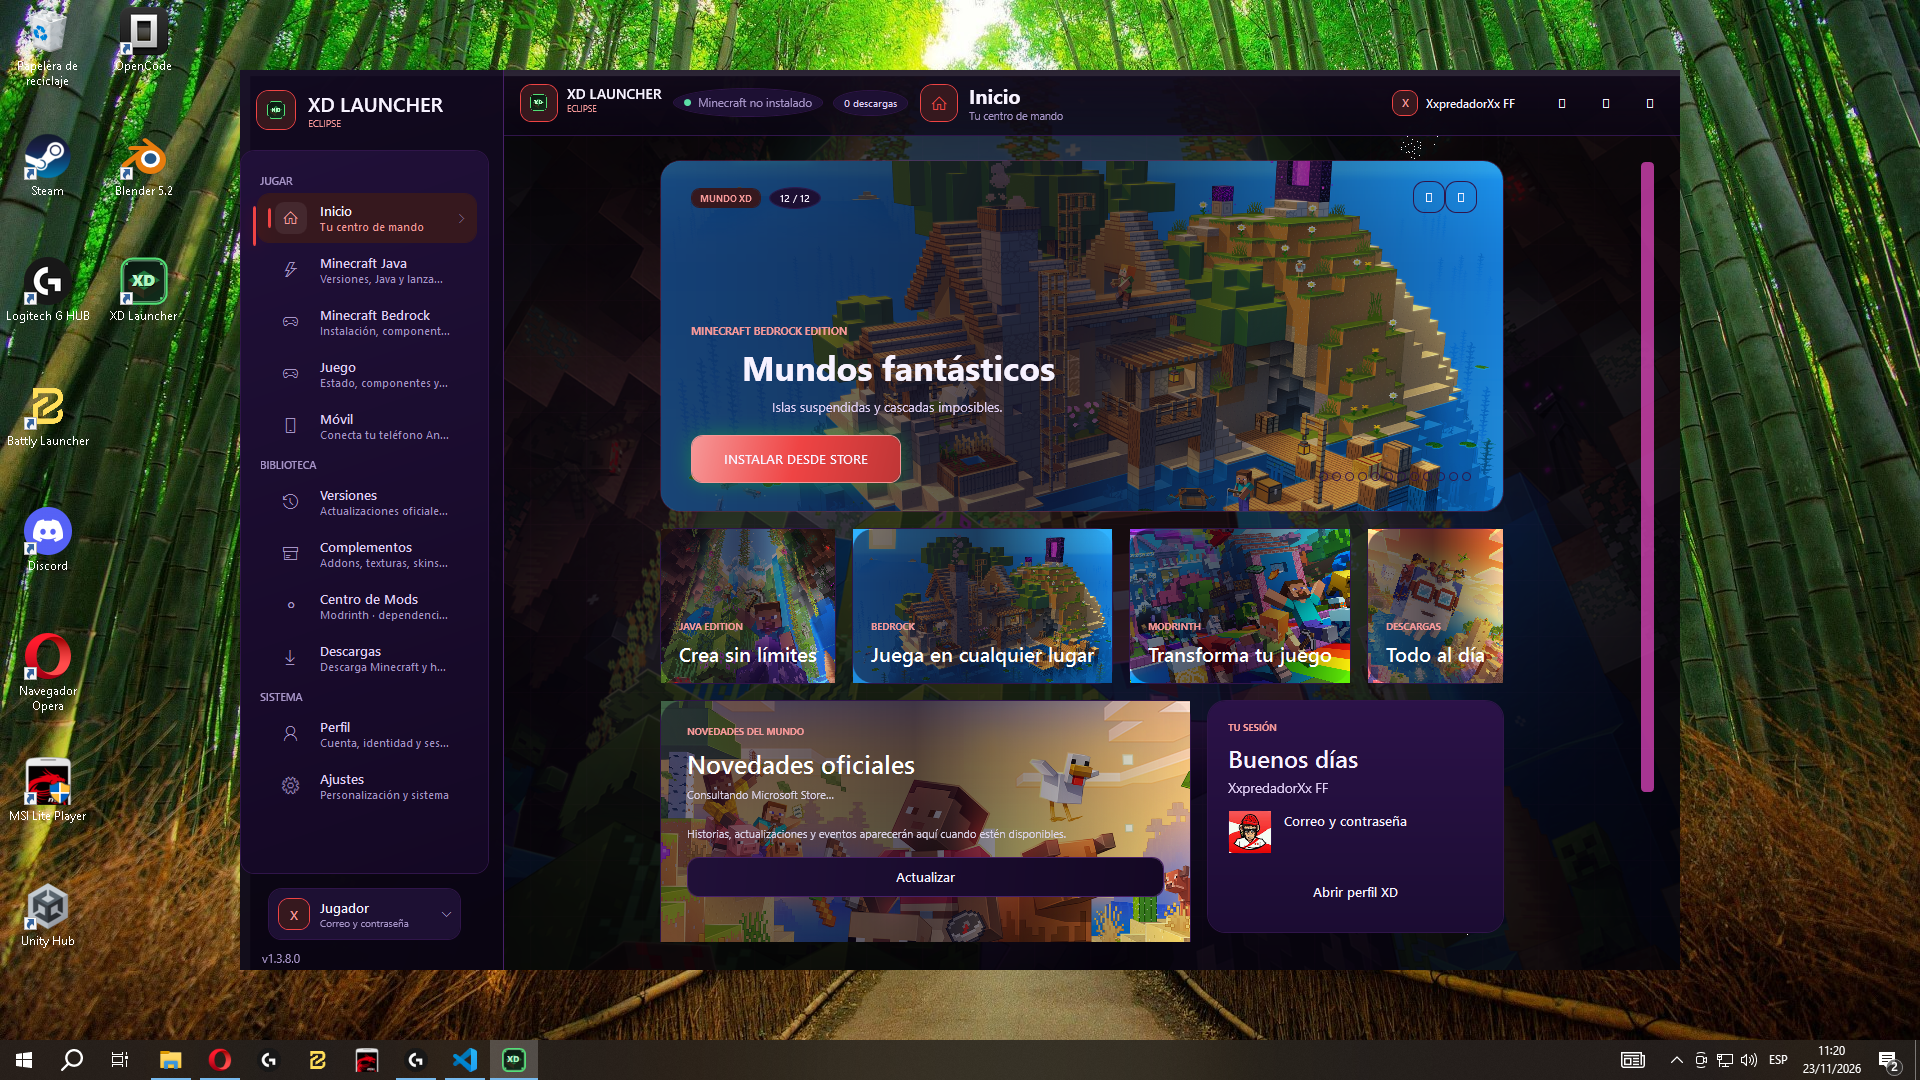 Papelera de
reciclaje
OpenCode
Steam
Blender 5.2
Logitech G HUB
XD
XD Launcher
Battly Launcher
Discord
Navegador
Opera
MSI Lite Player
Unity Hub
XD
XD LAUNCHER
ECLIPSE
JUGAR
Inicio
Tu centro de mando
Minecraft Java
Versiones, Java y lanza...
Minecraft Bedrock
Instalación, component...
Juego
Estado, componentes y...
Móvil
Conecta tu teléfono An...
BIBLIOTECA
Versiones
Actualizaciones oficiale...
Complementos
Addons, texturas, skins...
Centro de Mods
Modrinth · dependenci...
Descargas
Descarga Minecraft y h...
SISTEMA
Perfil
Cuenta, identidad y ses...
Ajustes
Personalización y sistema
X
Jugador
Correo y contraseña
v1.3.8.0
XD
XD LAUNCHER
ECLIPSE
Minecraft no instalado
0 descargas
Inicio
Tu centro de mando
X
XxpredadorXx FF
MUNDO XD
12 / 12
MINECRAFT BEDROCK EDITION
Mundos fantásticos
Islas suspendidas y cascadas imposibles.
INSTALAR DESDE STORE
JAVA EDITION
Crea sin límites
BEDROCK
Juega en cualquier lugar
MODRINTH
Transforma tu juego
DESCARGAS
Todo al día
NOVEDADES DEL MUNDO
Novedades oficiales
Consultando Microsoft Store...
Historias, actualizaciones y eventos aparecerán aquí cuando estén disponibles.
Actualizar
TU SESIÓN
Buenos días
XxpredadorXx FF
Correo y contraseña
Abrir perfil XD
XD
ESP
11:20
23/11/2026
2